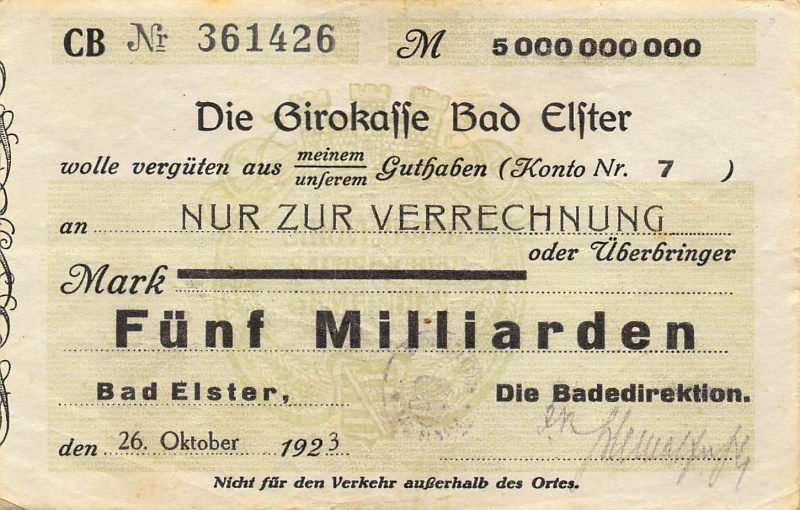 CB Nr 361426 M 5000000000
Die Girokasse Bad Elster
wolle vergüten aus meinem/unserem Guthaben (Konto Nr. 7 )
an NUR ZUR VERRECHNUNG
oder Überbringer
Mark
Fünf Milliarden
Bad Elster, Die Badedirektion.
den 26. Oktober 1923
Nicht für den Verkehr außerhalb des Ortes.